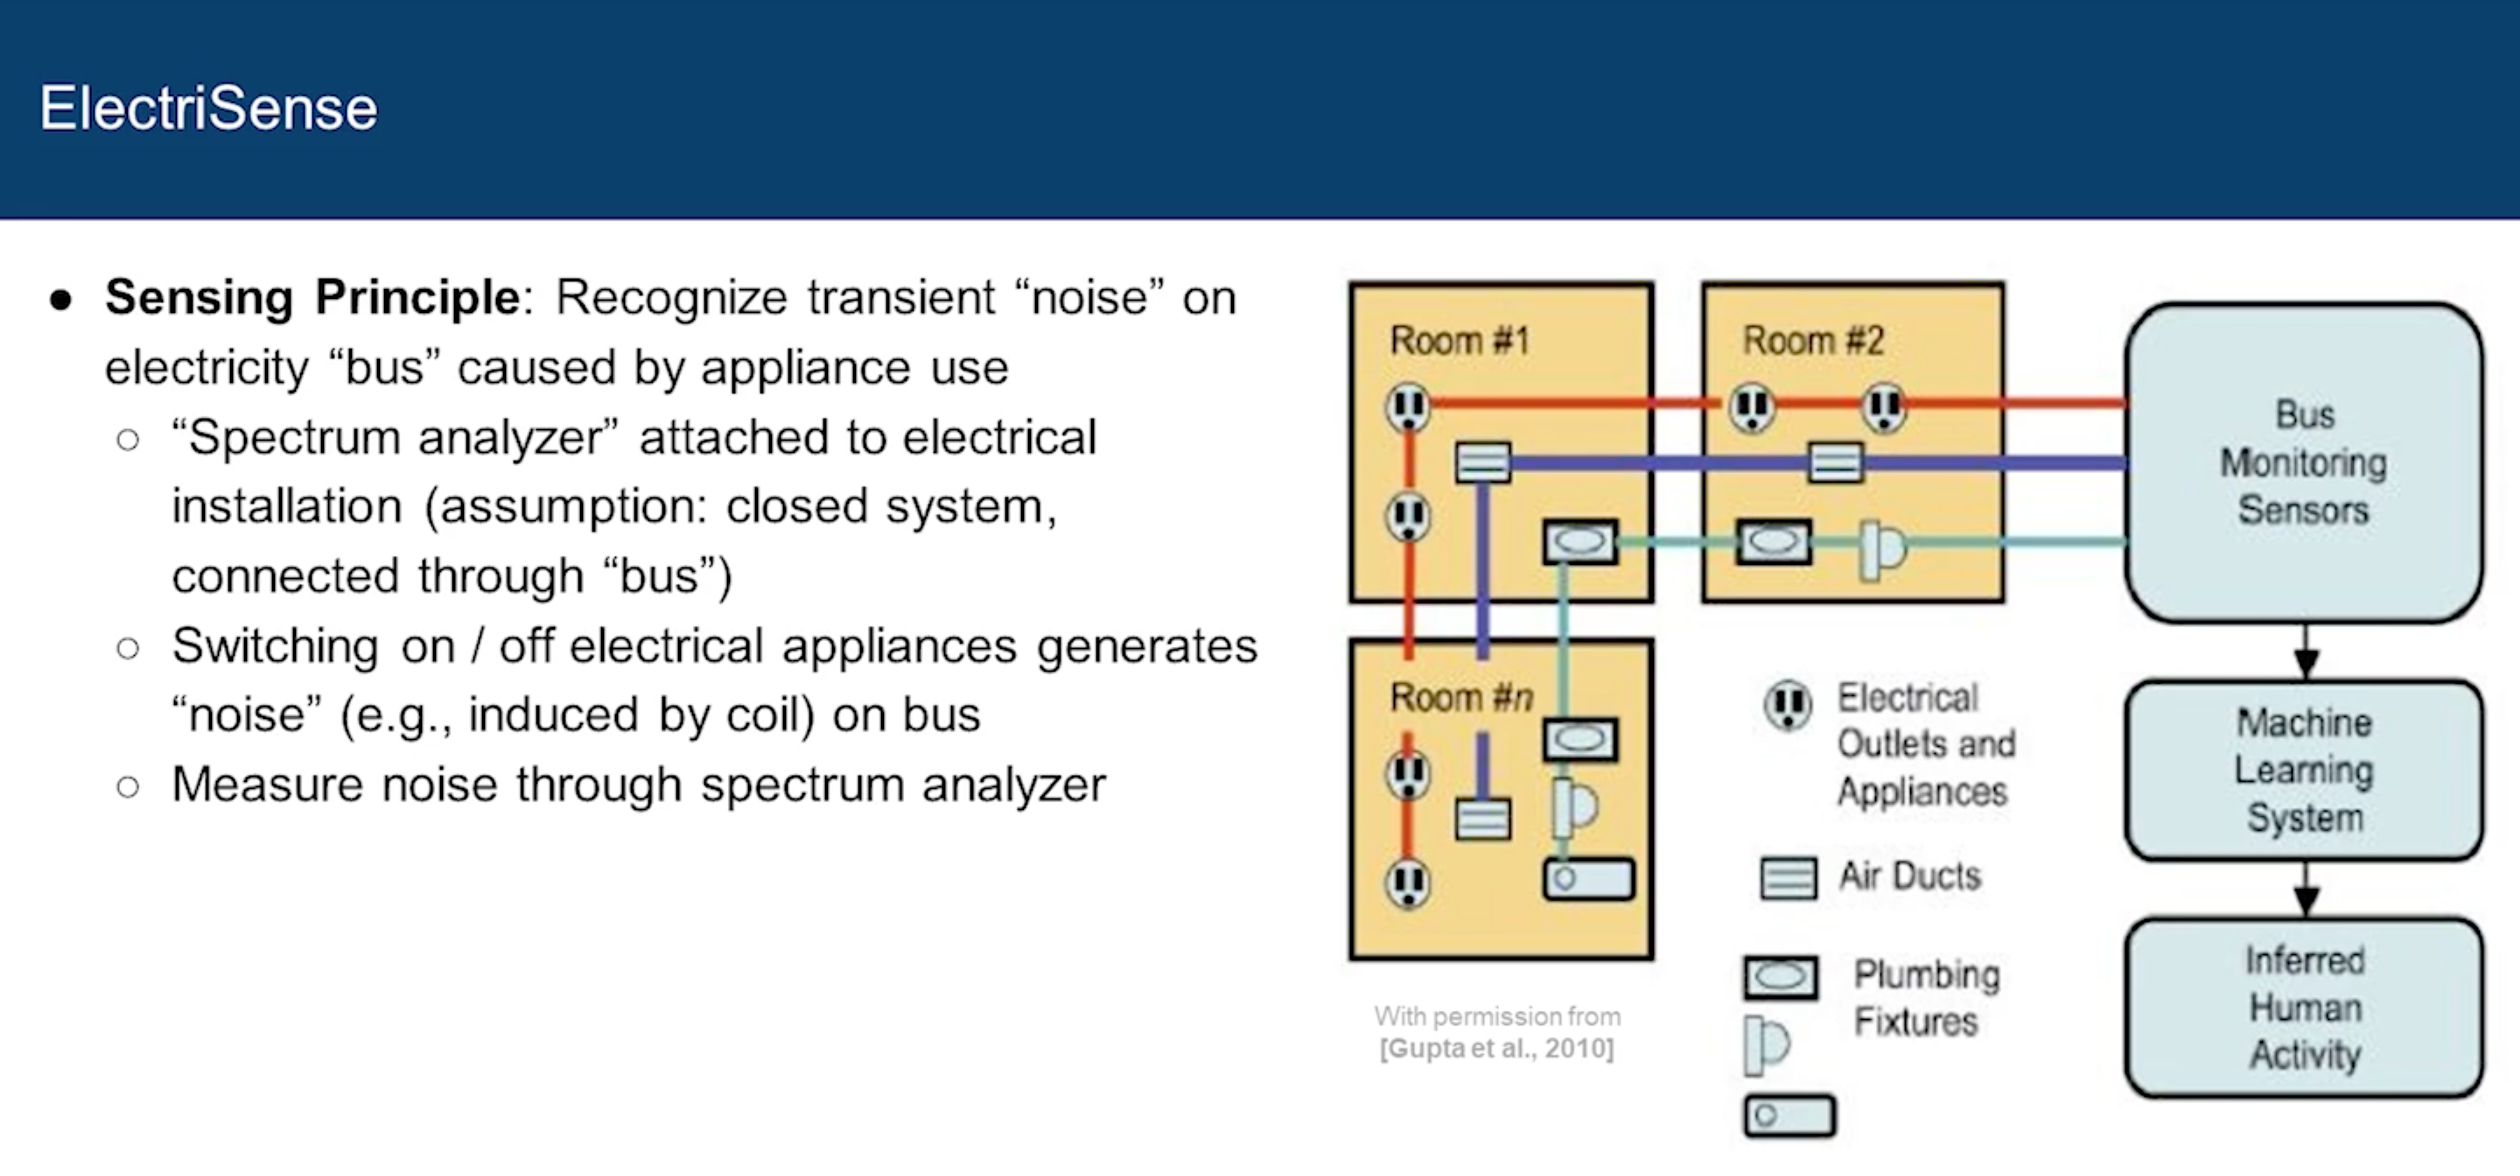 ElectriSense
● Sensing Principle: Recognize transient “noise” on
electricity “bus” caused by appliance use
○ “Spectrum analyzer” attached to electrical
installation (assumption: closed system,
connected through “bus”)
○ Switching on / off electrical appliances generates
“noise” (e.g., induced by coil) on bus
○ Measure noise through spectrum analyzer
Room #1
Room #2
Room #n
Electrical
Outlets and
Appliances
Air Ducts
Plumbing
Fixtures
Bus
Monitoring
Sensors
Machine
Learning
System
Inferred
Human
Activity
With permission from
[Gupta et al., 2010]